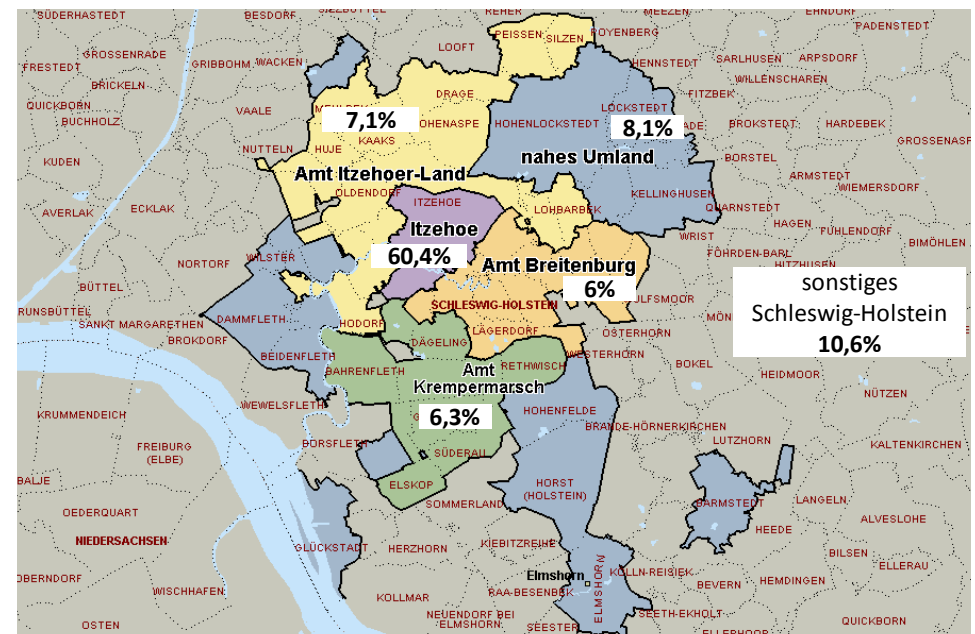 SÜDERHASTEDT
BESDORF
REHER
MEEZEN
EHNDORF
PADENSTEDT
PEISSEN
SILZEN
POYENBERG
GROSSENRADE
LOOFT
FRESTEDT
GRIBBOHM
WACKEN
HENNSTEDT
SARLHUSEN
ARPSDORF
BRICKELN
WILLENSCHAREN
DRAGE
FITZBEK
QUICKBORN
VAALE
LOCKSTEDT
BUCHHOLZ
7,1%
HOHENLOCKSTEDT
8,1%
BROKSTEDT
HARDEBEK
KAAKS
NUTTELN
HUJE
nahes Umland
BORSTEL
KUDEN
Amt Itzehoer-Land
ARMSTEDT
OLDENDORF
ITZEHOE
KELLINGHUSEN
WIEMERSDORF
AVERLAK
ECKLAK
LOHBARBEK
QUARNSTEDT
HAGEN
Itzehoe
WRIST
FUHLENDORF
BIMÖHLEN
NORTORF
WILSTER
60,4%
Amt Breitenburg
FÖHRDEN-BARL
HITZHUSEN
BÜTTEL
6%
sonstiges
Schleswig-Holstein
10,6%
SCHLESWIG-HOLSTEIN
SANKT MARGARETHEN
DAMMFLETH
HODORF
LÄGERDORF
OSTERHORN
BROKDORF
DÄGELING
BEIDENFLETH
WESTERHORN
BAHRENFLETH
Amt
Krempermarsch
RETHWISCH
BOKEL
HEIDMOOR
NÜTZEN
KRUMMENDEICH
WEWELSFLETH
6,3%
HOHENFELDE
BRANDE-HÖRNERKIRCHEN
LUTZHORN
FREIBURG
(ELBE)
BORSFLETH
KALTENKIRCHEN
SÜDERAU
BALJE
ELSKOP
HORST
(HOLSTEIN)
SOMMERLAND
BARMSTEDT
LANGELN
OEDERQUART
ALVESLOHE
HEEDE
NIEDERSACHSEN
GLÜCKSTADT
HERZHORN
KIEBITZREIHE
BILSEN
ELLERAU
Elmshorn
KÖLLN-REISIEK
OBERNDORF
RAA-BESENBEK
ELMSHORN
BEVERN
HEMDINGEN
WISCHHAFEN
KOLLMAR
NEUENDORF BEI
ELMSHORN
SEETH-EKHOLT
OSTEN
SEESTER
QUICKBORN